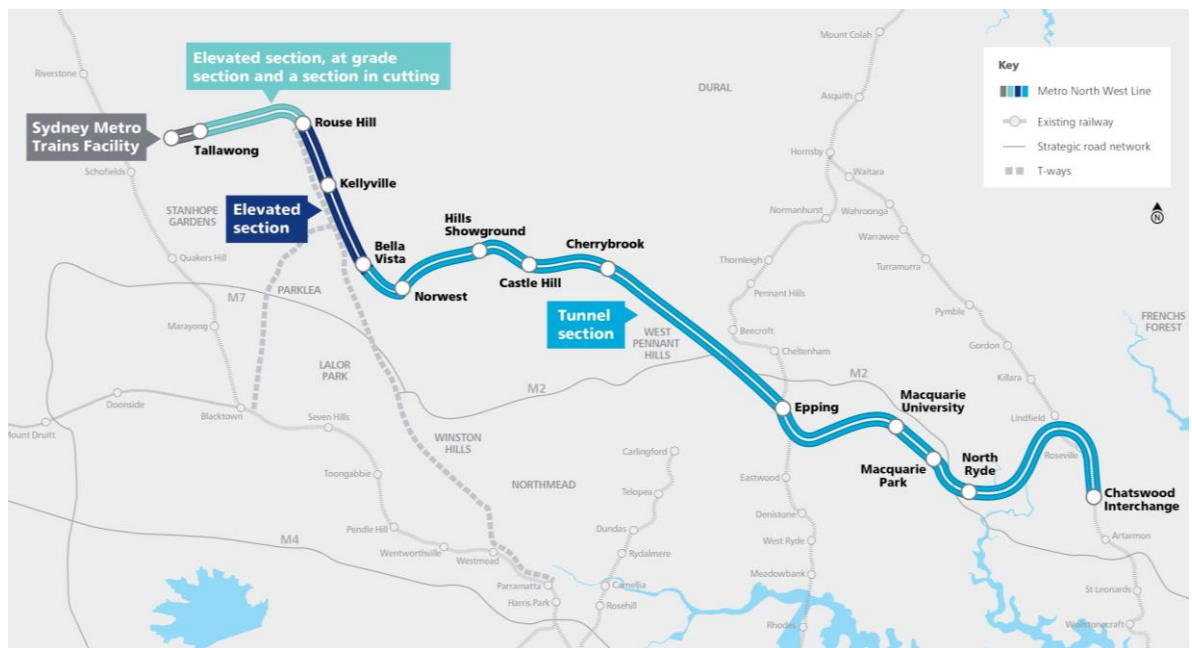 Elevated section, at grade
section and a section in cutting
Sydney Metro
Trains Facility
Tallawong
Rouse Hill
Kellyville
Elevated
section
Bella
Vista
Norwest
Hills
Showground
Castle Hill
Cherrybrook
Tunnel
section
Epping
Macquarie
University
Macquarie
Park
North
Ryde
Chatswood
Interchange
Key
Metro North West Line
Existing railway
Strategic road network
T-ways
N
Riverstone
Schofields
STANHOPE
GARDENS
Quakers Hill
M7
PARKLEA
Marayong
LALOR
PARK
Doonside
Mount Druitt
Blacktown
Seven Hills
Toongabbie
Pendle Hill
Wentworthville
Westmead
M4
Parramatta
Harris Park
WINSTON
HILLS
NORTHMEAD
M2
Carlingford
Telopea
Dundas
Rydalmere
Camellia
Rosehill
DURAL
Mount Colah
Asquith
Hornsby
Waitara
Normanhurst
Wahroonga
Warrawee
Thornleigh
Turramurra
Pennant Hills
Pymble
WEST
PENNANT
HILLS
Beecroft
Cheltenham
M2
Gordon
Killara
Lindfield
Roseville
FRENCHS
FOREST
Eastwood
Denistone
West Ryde
Meadowbank
Rhodes
Artarmon
St Leonards
Wollstonecraft